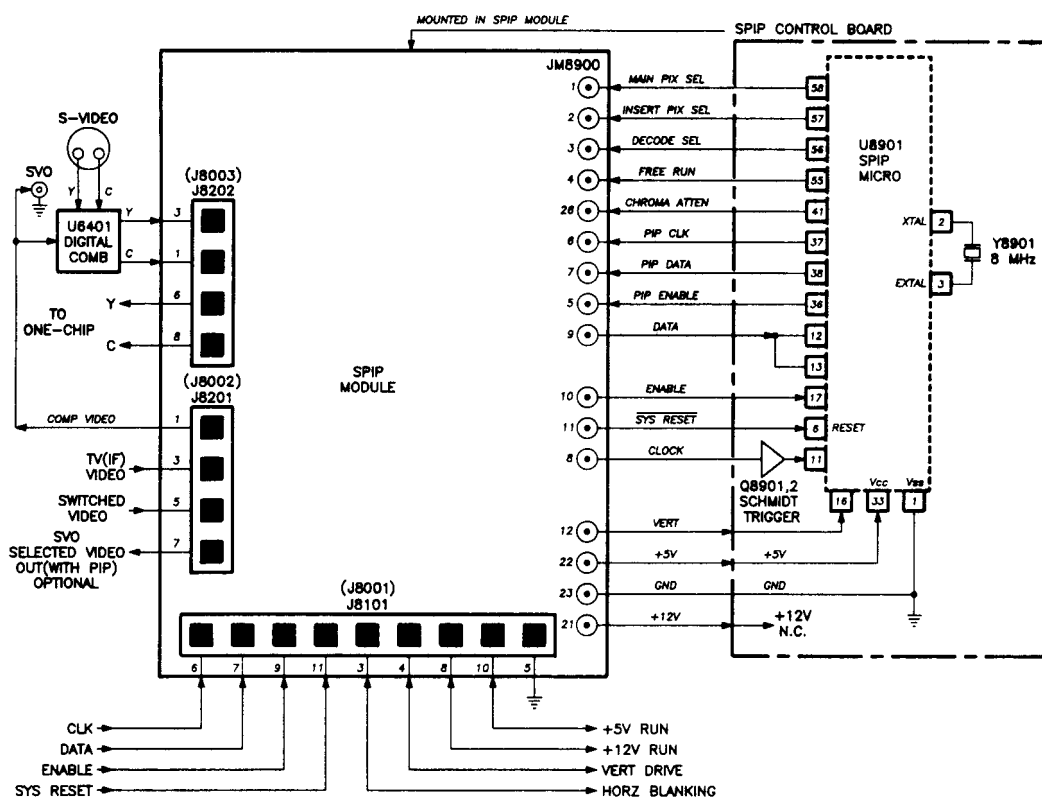 MOUNTED IN SPIP MODULE
SPIP CONTROL BOARD
JM8900
S-VIDEO
SVO
Y
C
U6401
DIGITAL
COMB
Y
C
TO
ONE-CHIP
Y
C
(J8003)
J8202
3
1
6
8
(J8002)
J8201
COMP VIDEO
1
TV(IF)
VIDEO
3
SWITCHED
VIDEO
5
SVO
SELECTED VIDEO
OUT(WITH PIP)
OPTIONAL
7
SPIP
MODULE
1 MAIN PIX SEL 58
2 INSERT PIX SEL 57
3 DECODE SEL 56
4 FREE RUN 55
26 CHROMA ATTEN 41
6 PIP CLK 37
7 PIP DATA 38
5 PIP ENABLE 36
9 DATA 12
13
10 ENABLE 17
11 SYS RESET 6 RESET
8 CLOCK 11
Q8901,2
SCHMIDT
TRIGGER
U8901
SPIP
MICRO
XTAL 2
EXTAL 3
Y8901
8 MHz
Vcc
Vss
16 33 1
12 VERT
22 +5V +5V
23 GND GND
21 +12V +12V
N.C.
(J8001)
J8101
6 7 9 11 3 4 8 10 5
CLK
DATA
ENABLE
SYS RESET
+5V RUN
+12V RUN
VERT DRIVE
HORZ BLANKING